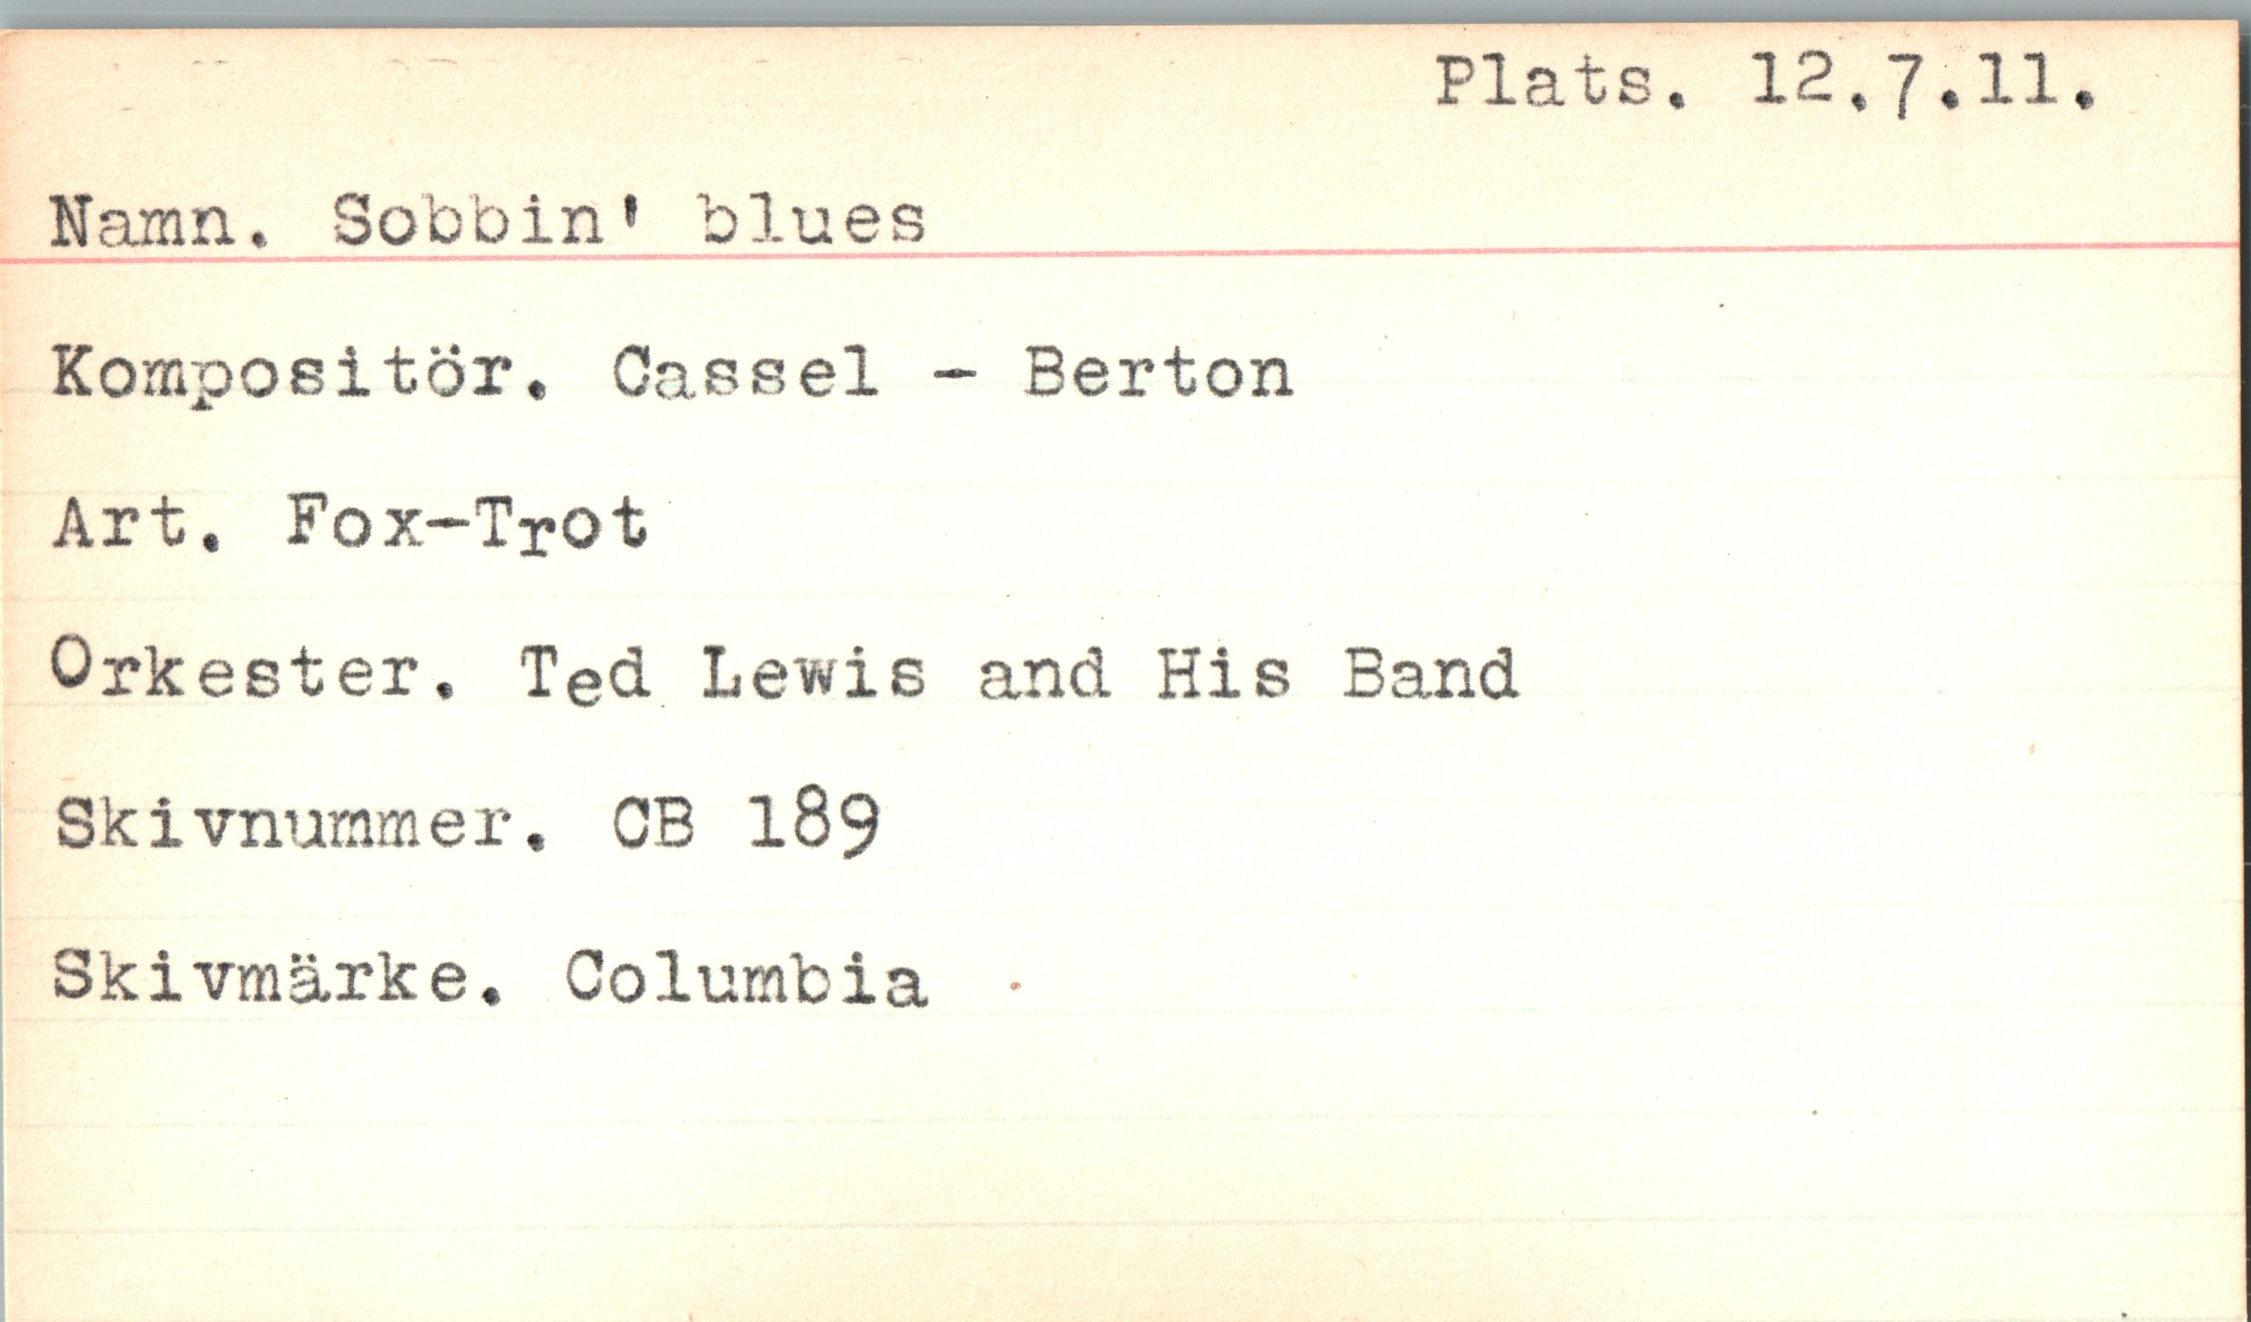 Plats. 12.7.11.
Namn. Sobbin' blues
Kompositör. Cassel - Berton
Art. Fox-Trot
Orkester. Ted Lewis and His Band
Skivnummer. CB 189
Skivmärke. Columbia